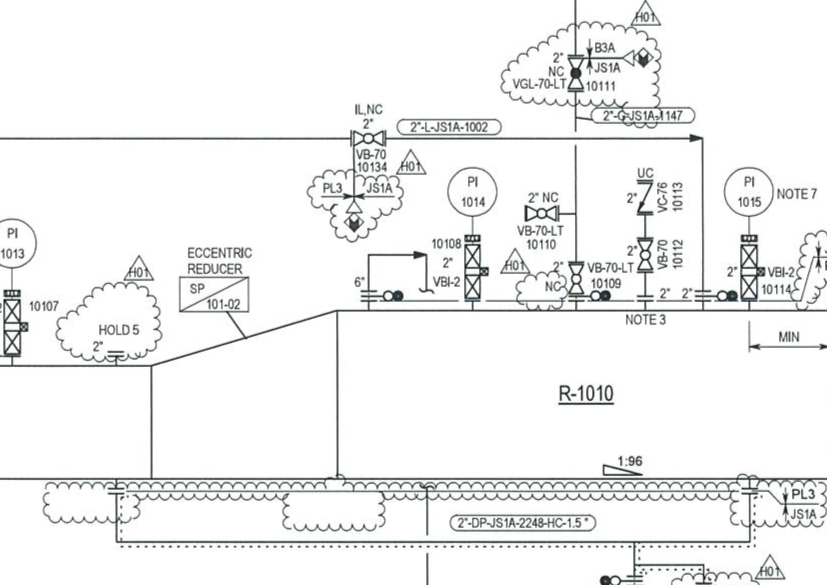 H01
2"
B3A
NC
JS1A
VGL-70-LT
10111
2"-G-JS1A-1147
IL,NC
2"
2"-L-JS1A-1002
VB-70
10134
H01
PL3
JS1A
PI
1013
10107
H01
HOLD 5
2"
ECCENTRIC
REDUCER
SP
101-02
6"
PI
1014
10108
2"
VBI-2
2" NC
VB-70-LT
10110
H01
2"
NC
VB-70-LT
10109
UC
2"
VC-76
10113
2"
VB-70
10112
2"
NOTE 3
2"
PI
1015
NOTE 7
2"
VBI-2
10114
MIN
R-1010
1:96
2"-DP-JS1A-2248-HC-1.5 "
PL3
JS1A
H01